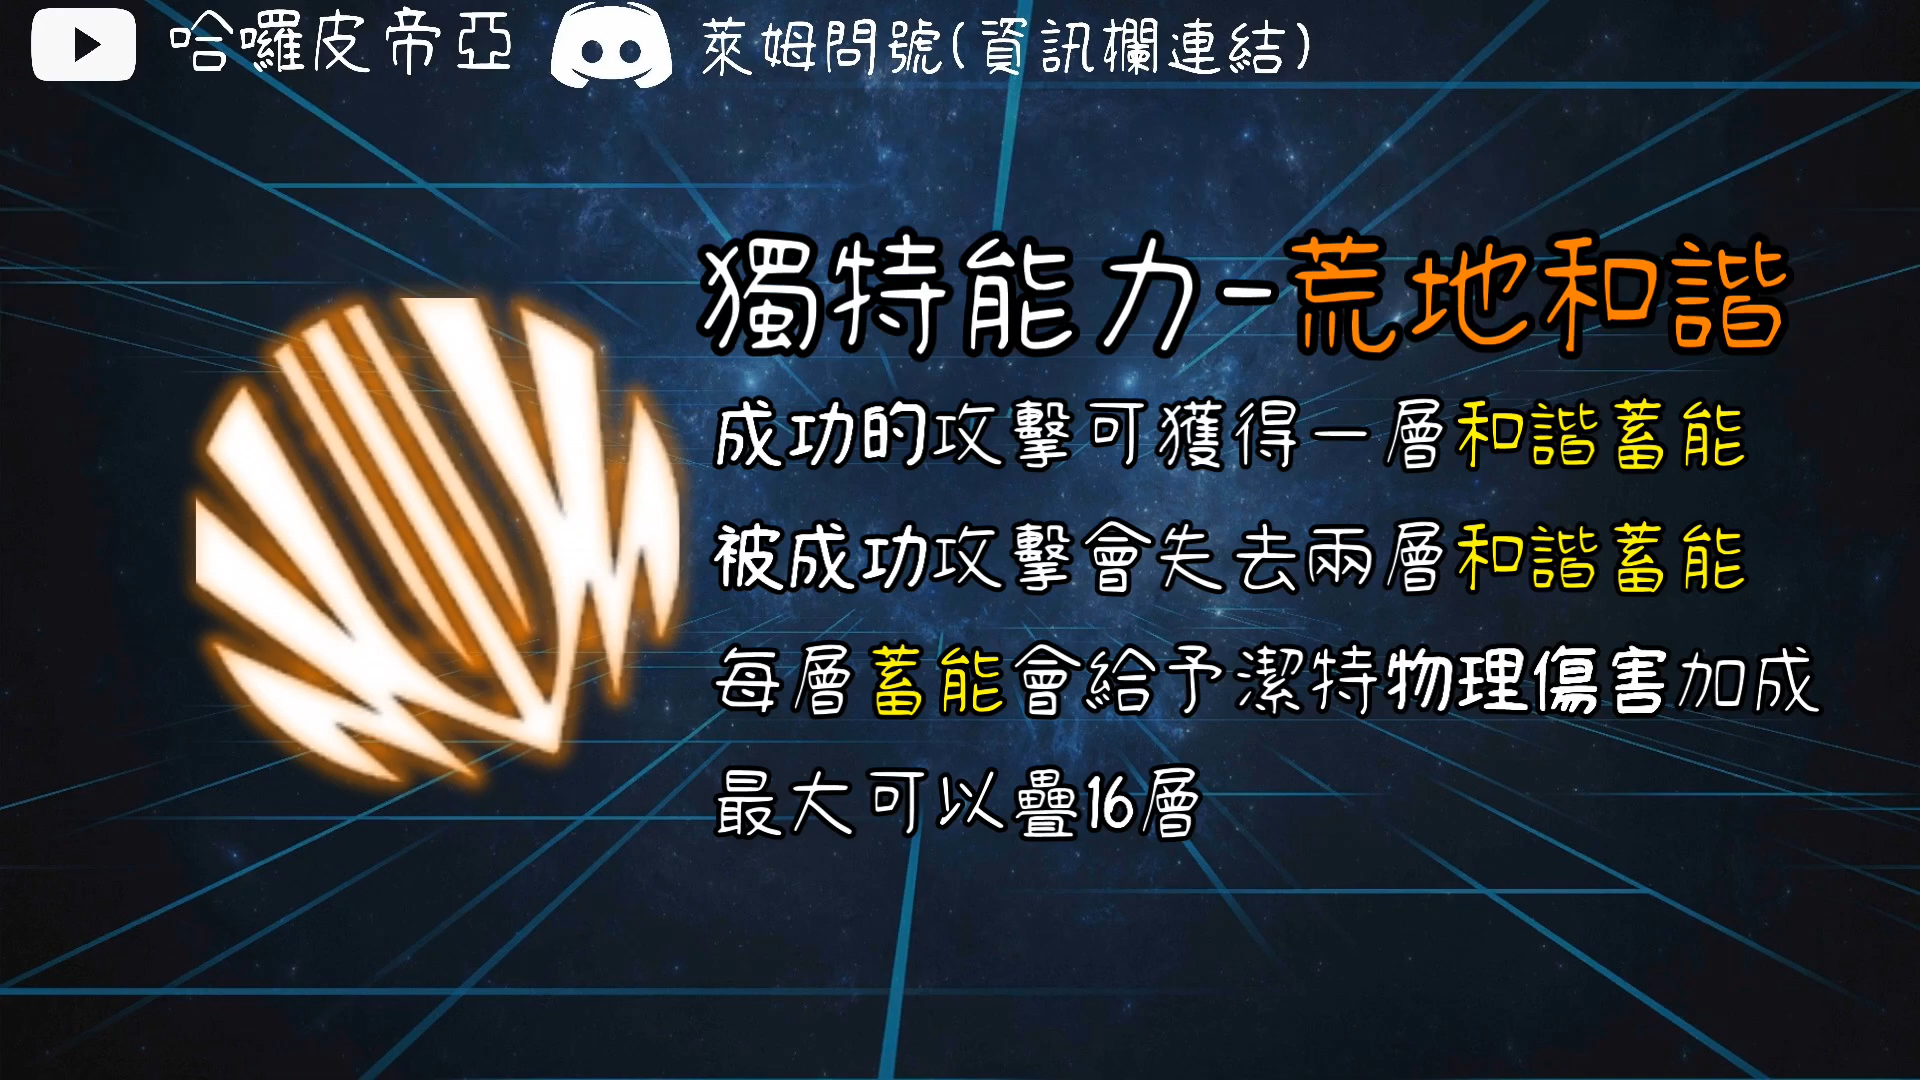 哈囉皮帝亞 萊姆問號(資訊欄連結)
獨特能力-荒地和諧
成功的攻擊可獲得一層和諧蓄能
被成功攻擊會失去兩層和諧蓄能
每層蓄能會給予潔特物理傷害加成
最大可以疊16層